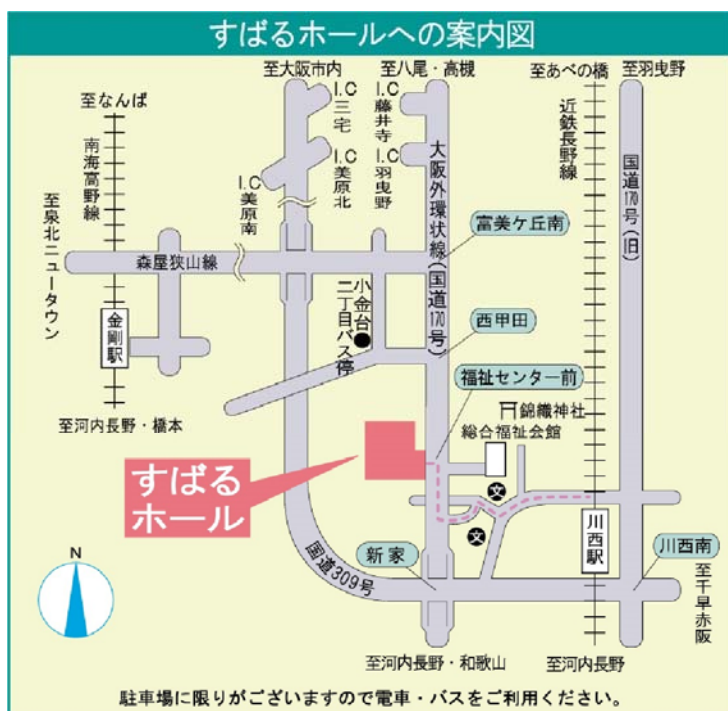 すばるホールへの案内図
至大阪市内
至八尾・高槻
至あべの橋
至羽曳野
至なんば
I.C三宅
I.C藤井寺
近鉄長野線
南海高野線
I.C美原北
I.C羽曳野
I.C美原南
大阪外環状線(国道170号)
国道170号(旧)
至泉北ニュータウン
富美ケ丘南
森屋狭山線
小金台二丁目バス停
金剛駅
西甲田
福祉センター前
錦織神社
総合福祉会館
至河内長野・橋本
すばる
ホール
文
文
川西駅
N
新家
川西南
国道309号
至千早赤阪
至河内長野・和歌山
至河内長野
駐車場に限りがございますので電車・バスをご利用ください。